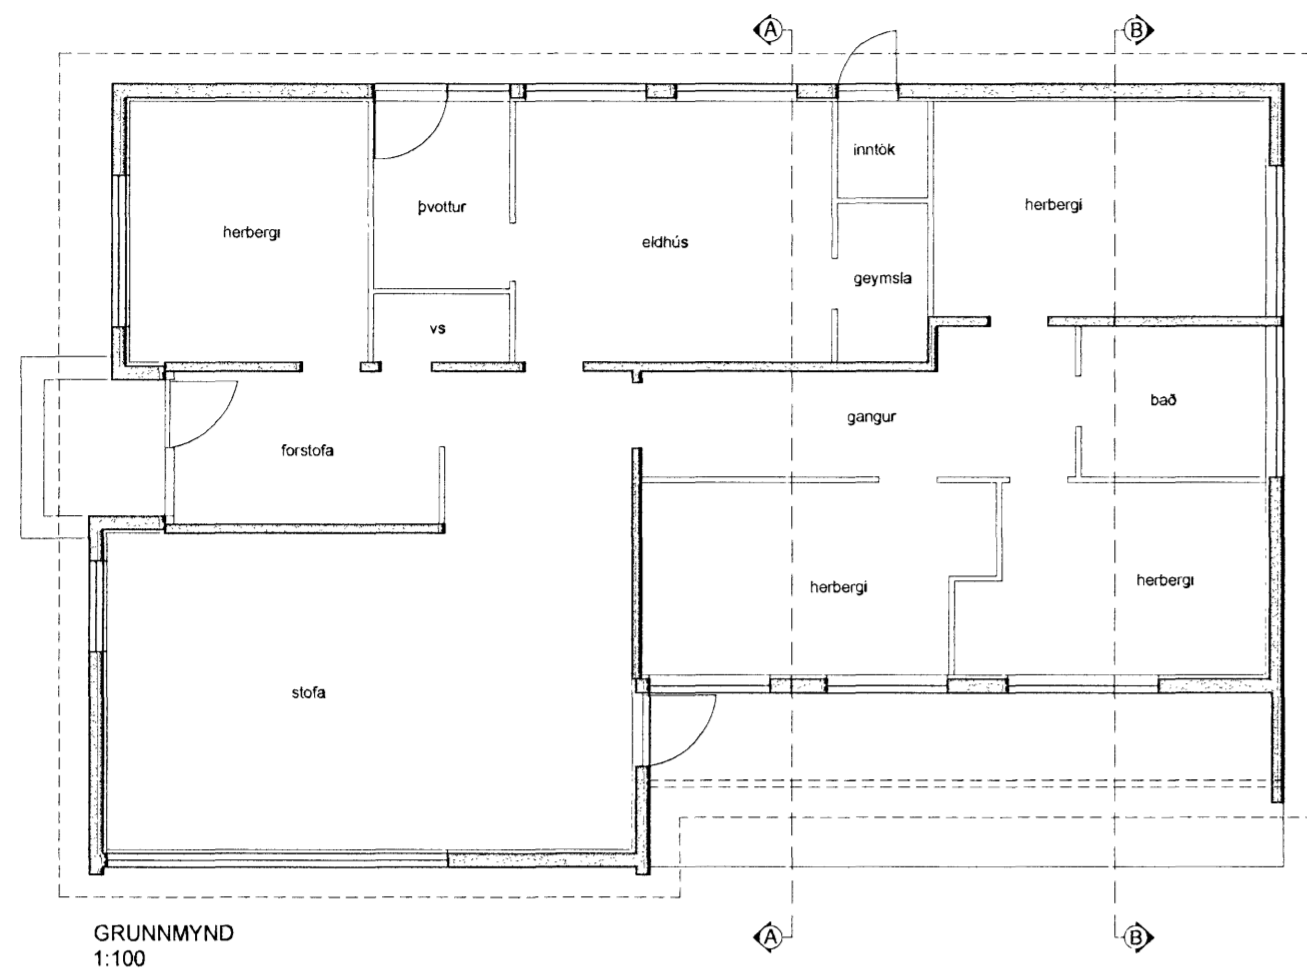 A
B
inntök
herbergi
þvottur
herbergi
eldhús
geymsla
vs
bað
gangur
forstofa
herbergi
herbergi
stofa
GRUNNMYND
1:100
A
B